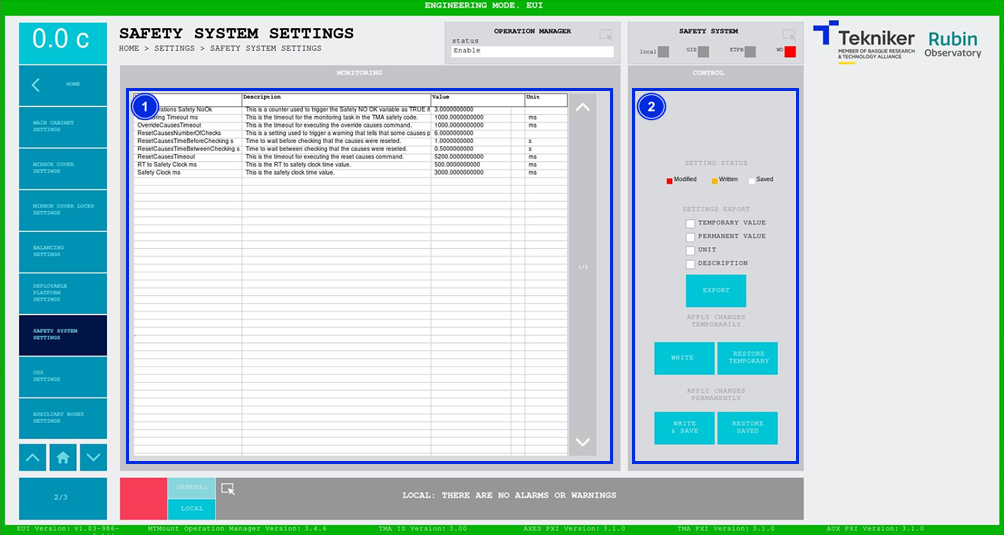 ENGINEERING MODE. EUI
0.0 c
SAFETY SYSTEM SETTINGS
HOME > SETTINGS > SAFETY SYSTEM SETTINGS
OPERATION MANAGER
status
Enable
SAFETY SYSTEM
local GIS ETPB WD
Tekniker
MEMBER OF BASQUE RESEARCH
& TECHNOLOGY ALLIANCE
Rubin
Observatory
HOME
MAIN CABINET
SETTINGS
MIRROR COVER
SETTINGS
MIRROR COVER LOCKS
SETTINGS
BALANCING
SETTINGS
DEPLOYABLE
PLATFORM
SETTINGS
SAFETY SYSTEM
SETTINGS
OSS
SETTINGS
AUXILIARY BOXES
SETTINGS
2/3
MONITORING
1
Description Value Unit
ations Safety NoOk This is a counter used to trigger the Safety NO OK variable as TRUE if 3.0000000000
ing Timeout ms This is the timeout for the monitoring task in the TMA safety code. 1000.0000000000 ms
OverrideCausesTimeout This is the timeout for executing the override causes command. 1000.0000000000 ms
ResetCausesNumberOfChecks This is a setting used to trigger a warning that tells that some causes p 6.0000000000
ResetCausesTimeBeforeChecking s Time to wait before checking that the causes were reseted. 1.0000000000 s
ResetCausesTimeBetweenChecking s Time to wait between checking that the causes were reseted. 0.5000000000 s
ResetCausesTimeout This is the timeout for executing the reset causes command. 5200.0000000000 ms
RT to Safety Clock ms This is the RT to safety clock time value. 500.0000000000 ms
Safety Clock ms This is the safety clock time value. 3000.0000000000 ms
1/1
CONTROL
2
SETTING STATUS
Modified Written Saved
SETTINGS EXPORT
TEMPORARY VALUE
PERMANENT VALUE
UNIT
DESCRIPTION
EXPORT
APPLY CHANGES
TEMPORARILY
WRITE
RESTORE
TEMPORARY
APPLY CHANGES
PERMANENTLY
WRITE
& SAVE
RESTORE
SAVED
GENERAL
LOCAL
LOCAL: THERE ARE NO ALARMS OR WARNINGS
EUI Version: v1.03-986- MTMount Operation Manager Version: 3.4.6 TMA IS Version: 3.00 AXES PXI Version: 3.1.0 TMA PXI Version: 3.1.0 AUX PXI Version: 3.1.0